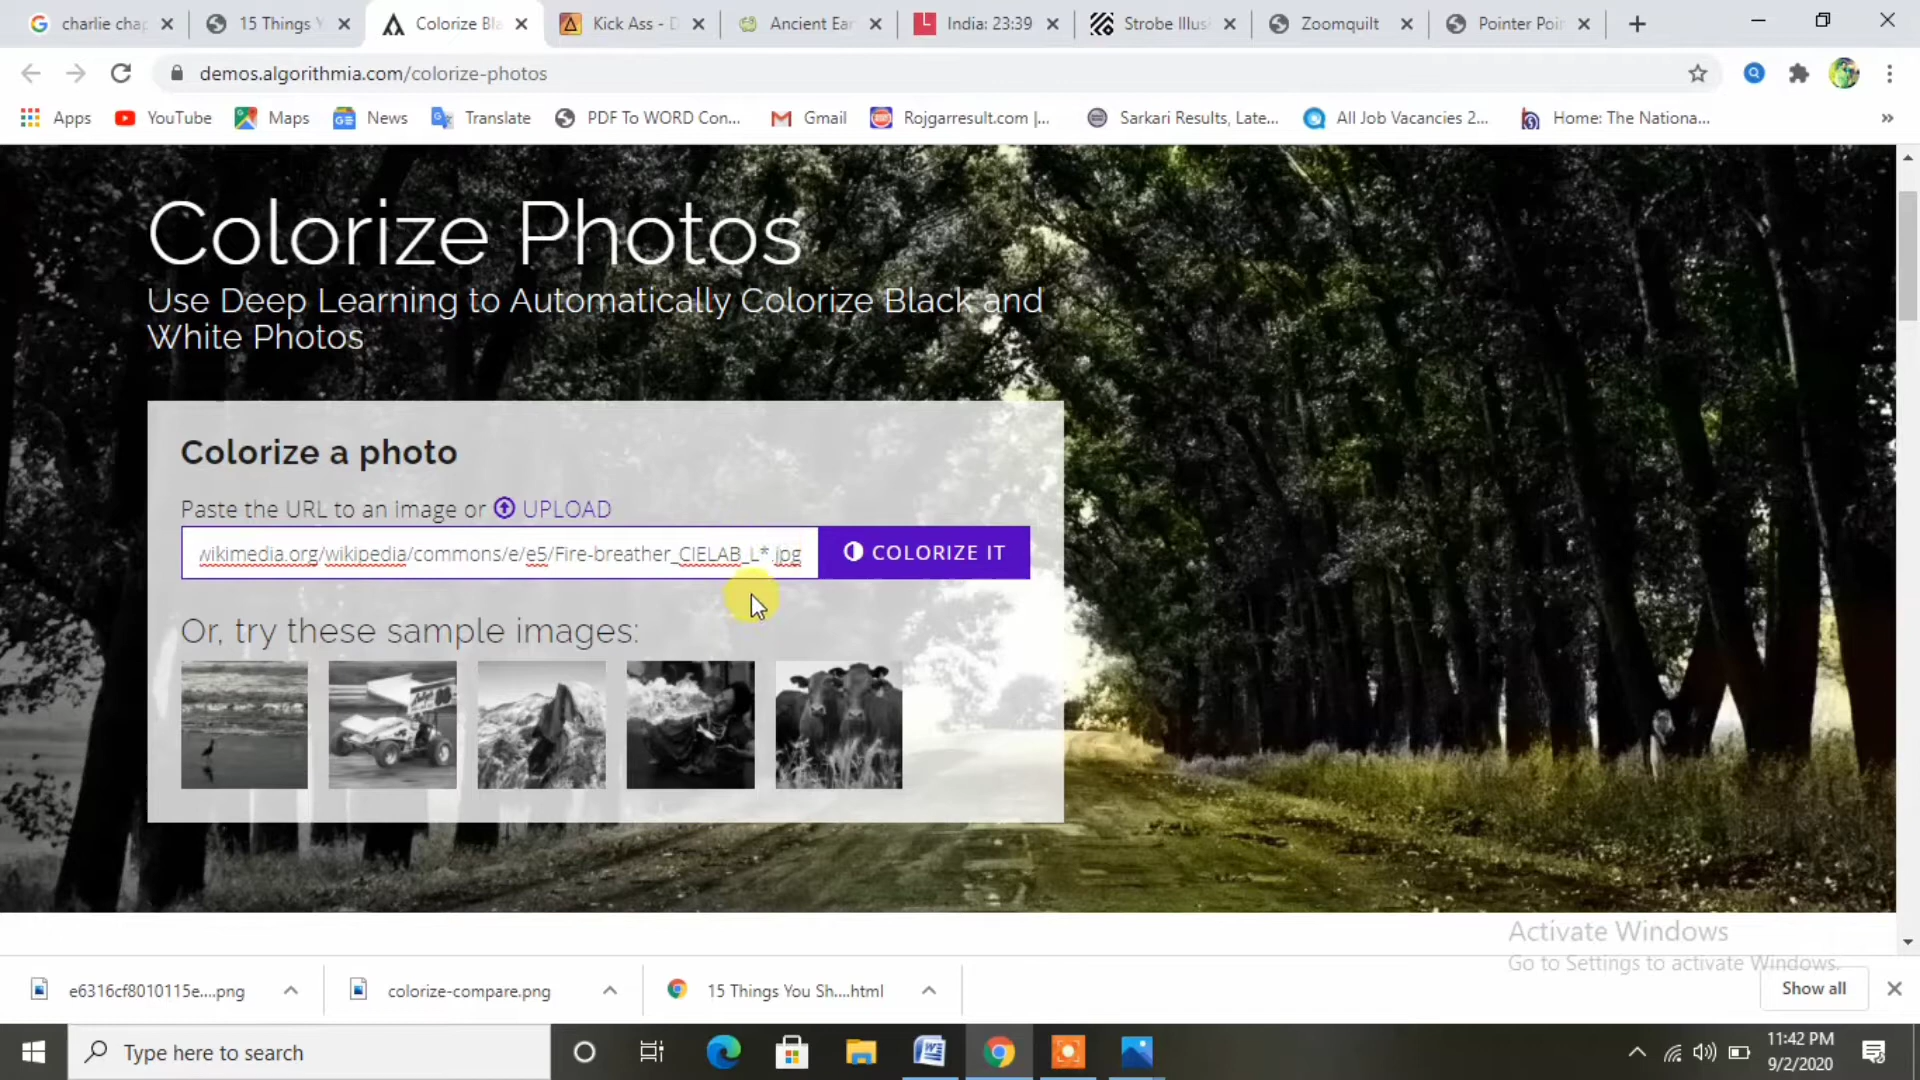 charlie chap
15 Things Y
Colorize Bla
Kick Ass - D
Ancient Ear
India: 23:39
Strobe Illus
Zoomquilt
Pointer Poin
demos.algorithmia.com/colorize-photos
Apps
YouTube
Maps
News
Translate
PDF To WORD Con...
Gmail
Rojgarresult.com |...
Sarkari Results, Late...
All Job Vacancies 2...
Home: The Nationa...
Colorize Photos
Use Deep Learning to Automatically Colorize Black and
White Photos
Colorize a photo
Paste the URL to an image or UPLOAD
wikimedia.org/wikipedia/commons/e/e5/Fire-breather_CIELAB_L*.jpg
COLORIZE IT
Or, try these sample images:
Activate Windows
Go to Settings to activate Windows.
e6316cf8010115e....png
colorize-compare.png
15 Things You Sh....html
Show all
Type here to search
11:42 PM
9/2/2020